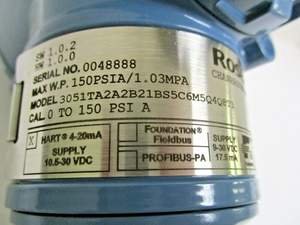 SW 1.0.2
HW 1.0.0
SERIAL NO. 0048888
MAX W.P. 150PSIA/1.03MPA
MODEL 3051TA2A2B21BS5C6M5Q4
CAL. 0 TO 150 PSI A
X
HART® 4-20mA
SUPPLY
10.5-30 VDC
FOUNDATION®
Fieldbus
PROFIBUS-PA
SUPPLY
9-30 VDC
17.5 mA